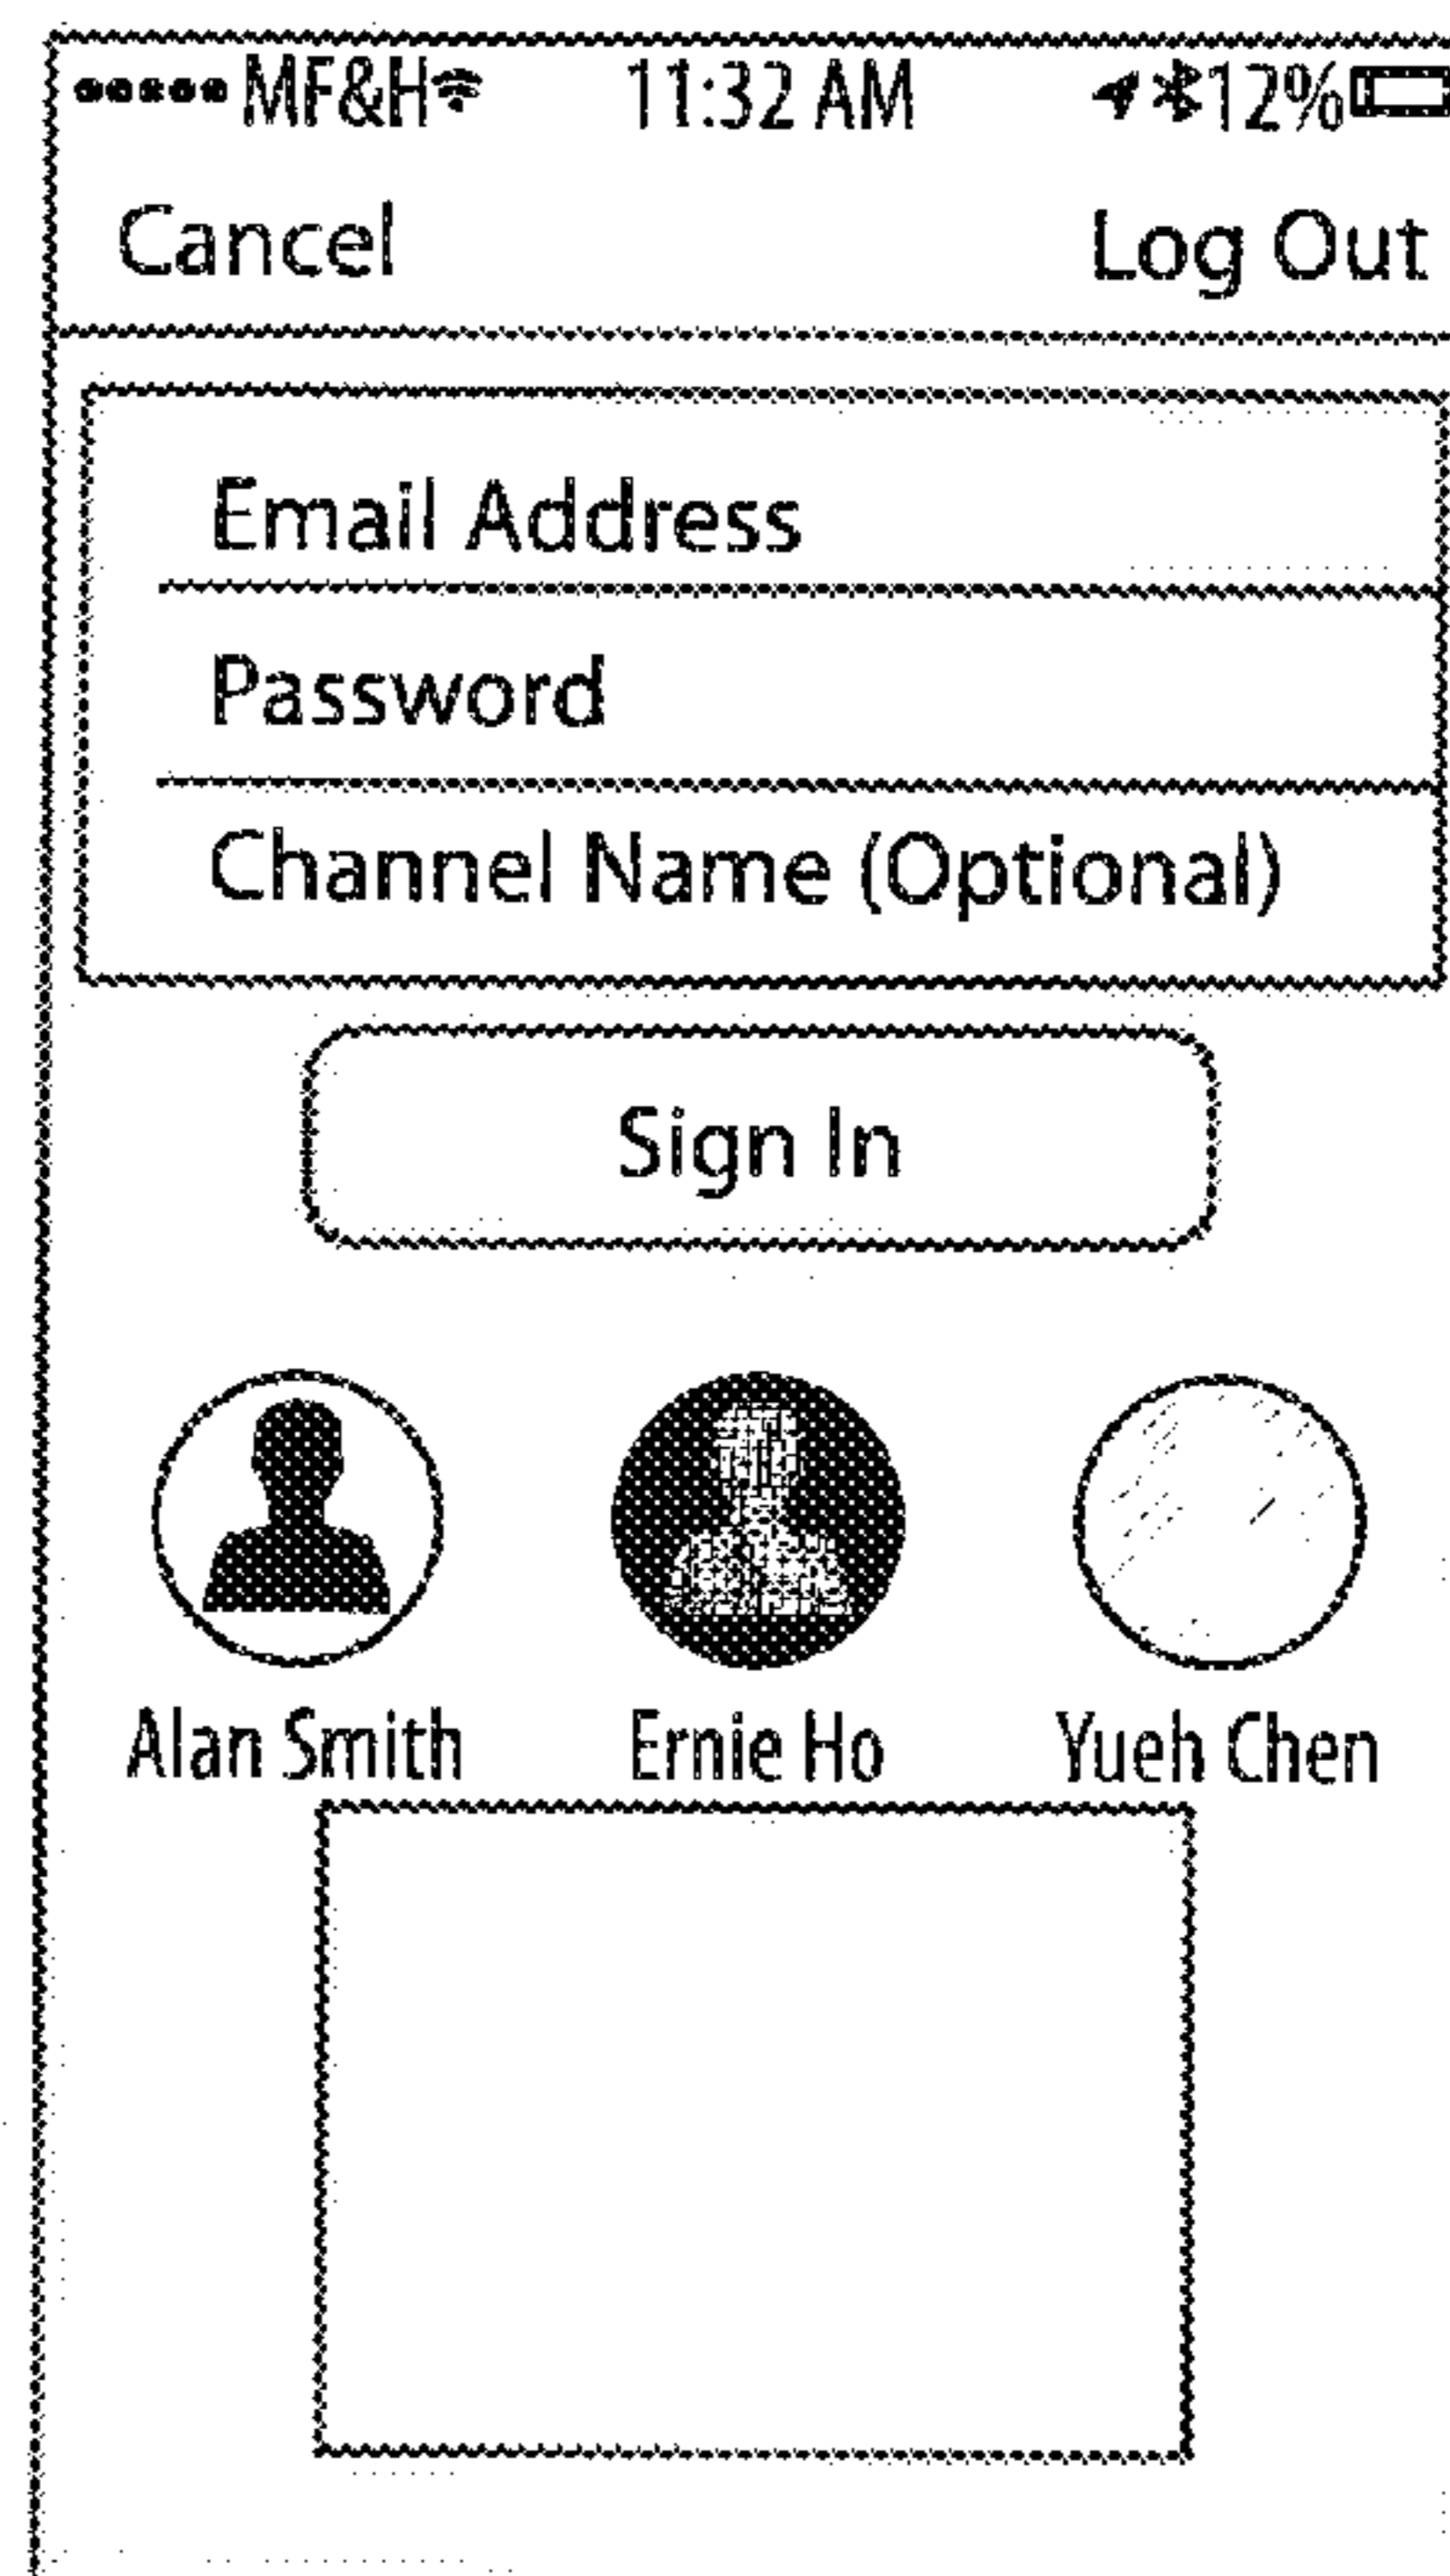 MF&H 11:32 AM 12%
Cancel Log Out
Email Address
Password
Channel Name (Optional)
Sign In
Alan Smith Ernie Ho Yueh Chen